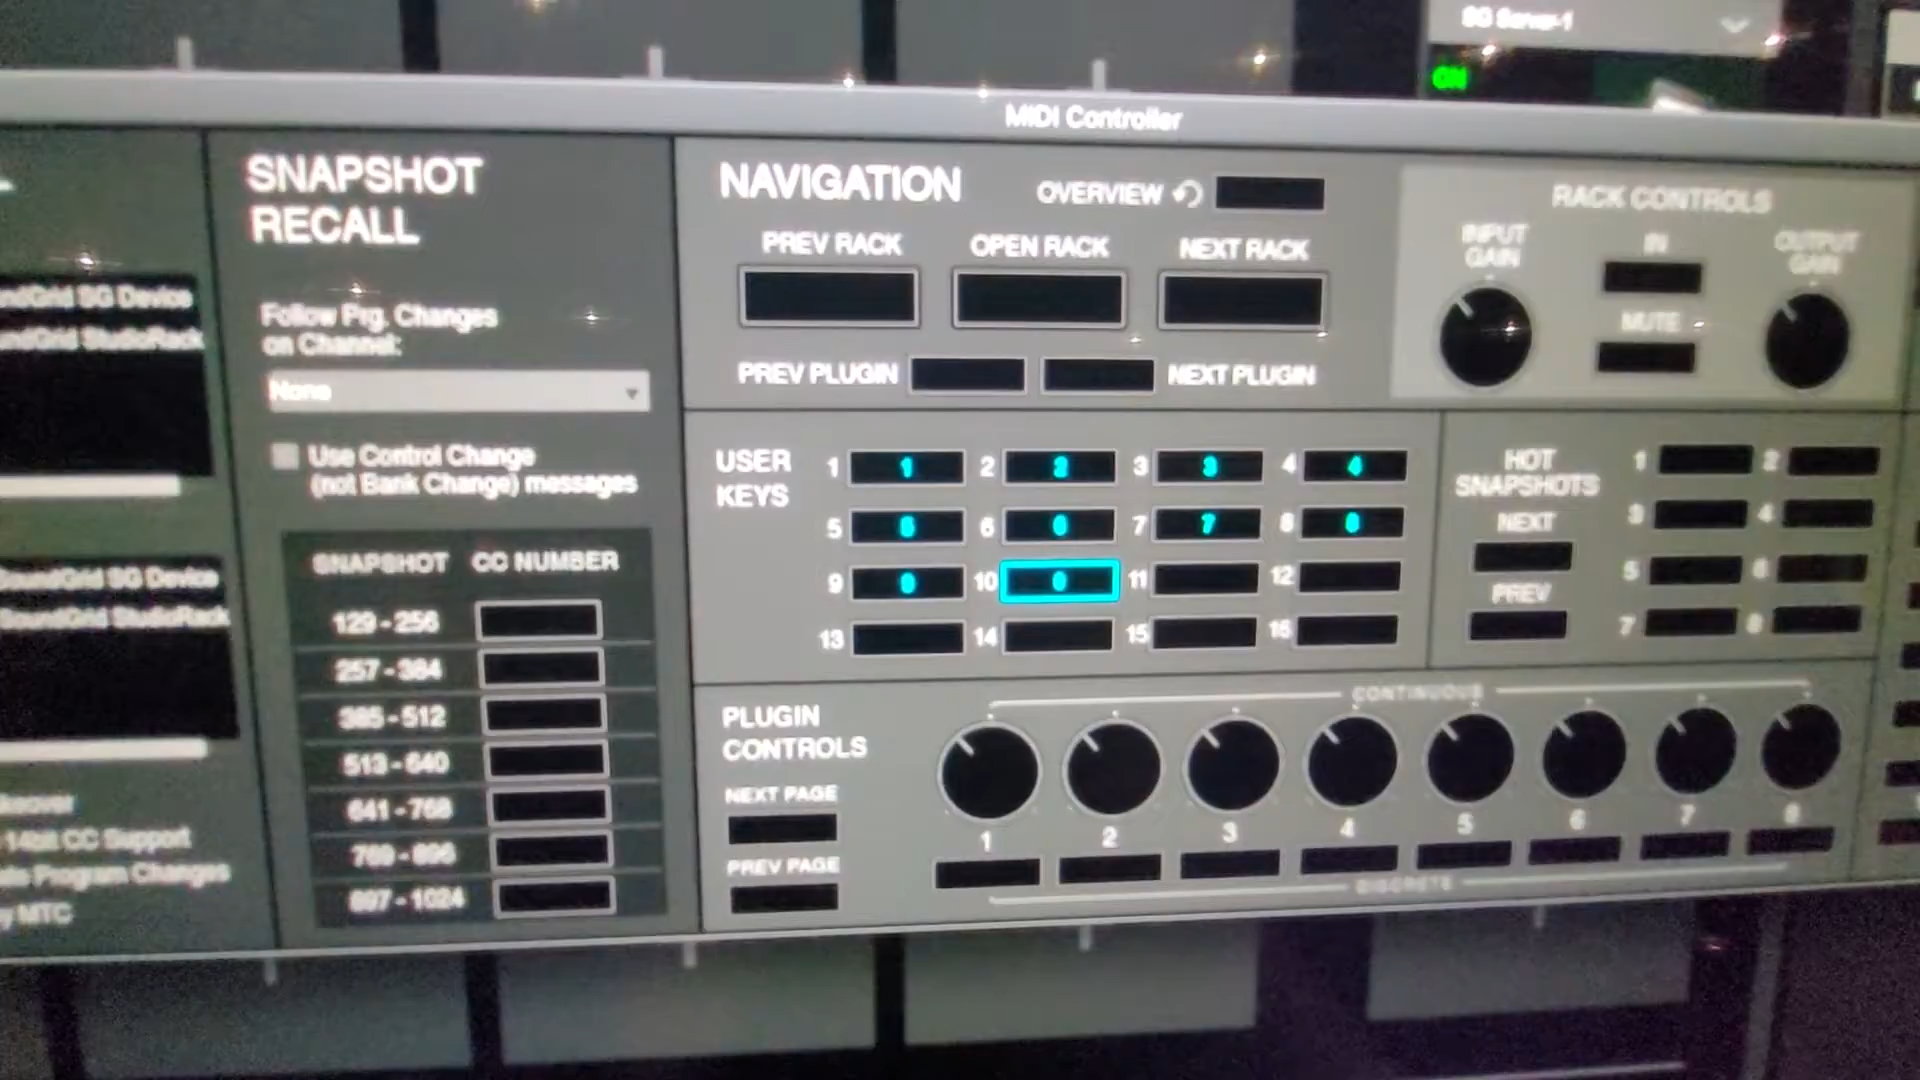 SG Server-1
ON
MIDI Controller
SoundGrid SG Device
SoundGrid StudioRack
SoundGrid SG Device
SoundGrid StudioRack
14Bit CC Support
Program Changes
MTC
SNAPSHOT
RECALL
Follow Prg. Changes
on Channel:
None
Use Control Change
(not Bank Change) messages
SNAPSHOT CC NUMBER
129 - 256
257 - 384
385 - 512
513 - 640
641 - 768
769 - 896
897 - 1024
NAVIGATION
OVERVIEW
PREV RACK OPEN RACK NEXT RACK
PREV PLUGIN NEXT PLUGIN
RACK CONTROLS
INPUT
GAIN
IN
MUTE
OUTPUT
GAIN
USER
KEYS
1 1 2 2 3 3 4 4
5 5 6 6 7 7 8 8
9 10 11 12
13 14 15 16
HOT
SNAPSHOTS
NEXT
PREV
1 2
3 4
5 6
7 8
PLUGIN
CONTROLS
NEXT PAGE
PREV PAGE
CONTINUOUS
1 2 3 4 5 6 7 8
DISCRETE